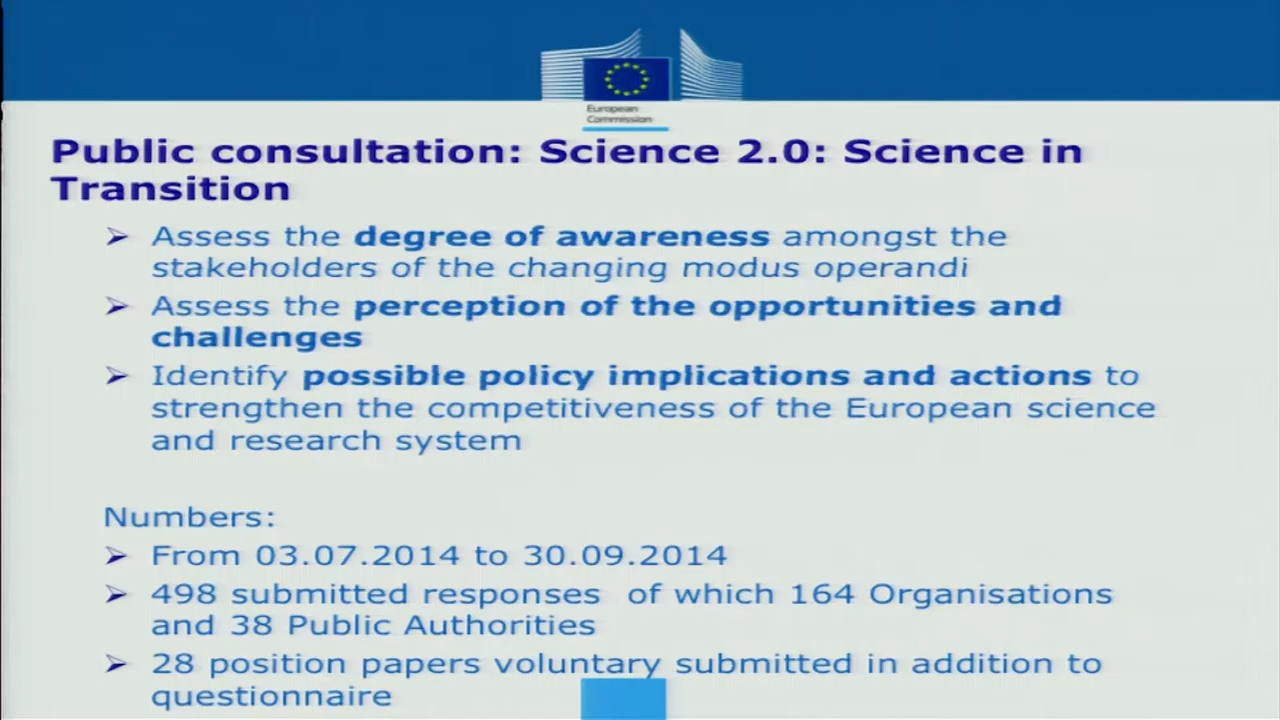 European
Commission
Public consultation: Science 2.0: Science in
Transition
➢ Assess the degree of awareness amongst the
stakeholders of the changing modus operandi
➢ Assess the perception of the opportunities and
challenges
➢ Identify possible policy implications and actions to
strengthen the competitiveness of the European science
and research system
Numbers:
➢ From 03.07.2014 to 30.09.2014
➢ 498 submitted responses of which 164 Organisations
and 38 Public Authorities
➢ 28 position papers voluntary submitted in addition to
questionnaire